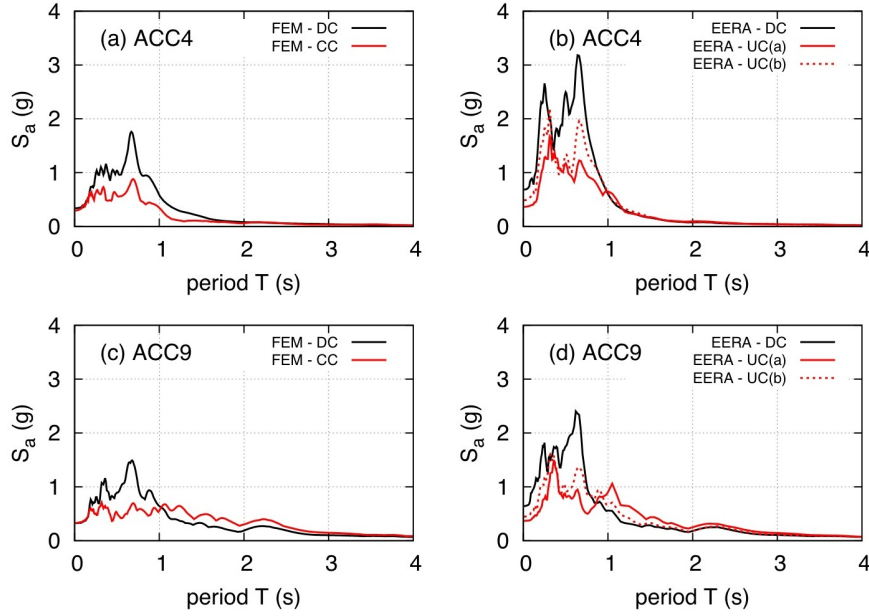 (a) ACC4
FEM - DC
FEM - CC
4
3
2
1
0
Sa (g)
0 1 2 3 4
period T (s)
(b) ACC4
EERA - DC
EERA - UC(a)
EERA - UC(b)
4
3
2
1
0
Sa (g)
0 1 2 3 4
period T (s)
(c) ACC9
FEM - DC
FEM - CC
4
3
2
1
0
Sa (g)
0 1 2 3 4
period T (s)
(d) ACC9
EERA - DC
EERA - UC(a)
EERA - UC(b)
4
3
2
1
0
Sa (g)
0 1 2 3 4
period T (s)